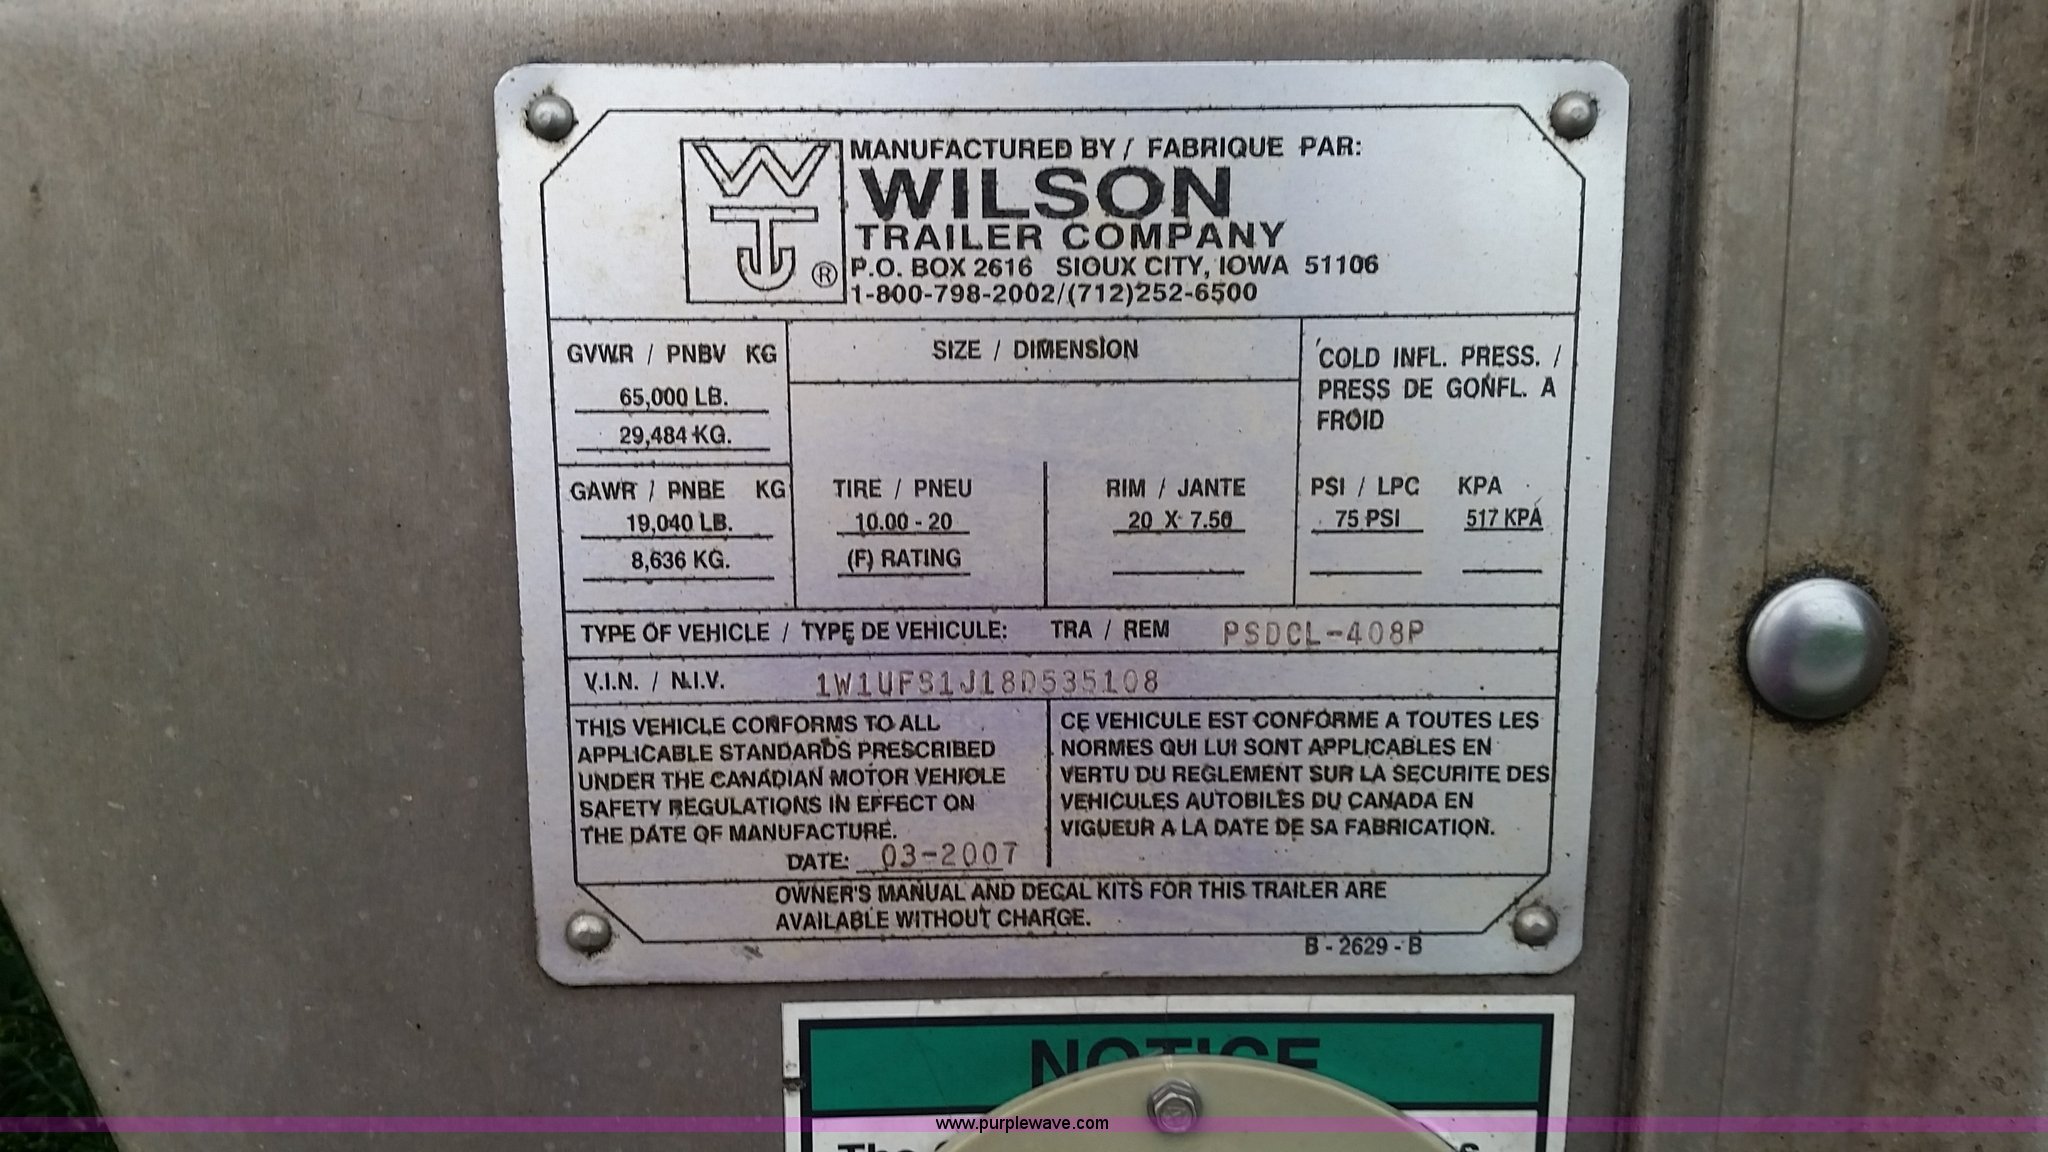 MANUFACTURED BY / FABRIQUE PAR:
WILSON
TRAILER COMPANY
P.O. BOX 2616 SIOUX CITY, IOWA 51106
1-800-798-2002/(712)252-6500
W
T
®
GVWR / PNBV KG
65,000 LB.
29,484 KG.
SIZE / DIMENSION
COLD INFL. PRESS. /
PRESS DE GONFL. A
FROID
GAWR / PNBE KG
19,040 LB.
8,636 KG.
TIRE / PNEU
10.00 - 20
(F) RATING
RIM / JANTE
20 X 7.50
PSI / LPC KPA
75 PSI 517 KPA
TYPE OF VEHICLE / TYPE DE VEHICULE: TRA / REM PSDCL-408P
V.I.N. / N.I.V. 1W1UFS1J18D535108
THIS VEHICLE CONFORMS TO ALL
APPLICABLE STANDARDS PRESCRIBED
UNDER THE CANADIAN MOTOR VEHICLE
SAFETY REGULATIONS IN EFFECT ON
THE DATE OF MANUFACTURE.
DATE: 03-2007
CE VEHICULE EST CONFORME A TOUTES LES
NORMES QUI LUI SONT APPLICABLES EN
VERTU DU REGLEMENT SUR LA SECURITE DES
VEHICULES AUTOBILES DU CANADA EN
VIGUEUR A LA DATE DE SA FABRICATION.
OWNER'S MANUAL AND DECAL KITS FOR THIS TRAILER ARE
AVAILABLE WITHOUT CHARGE.
B - 2629 - B
NOTICE
www.purplewave.com
The